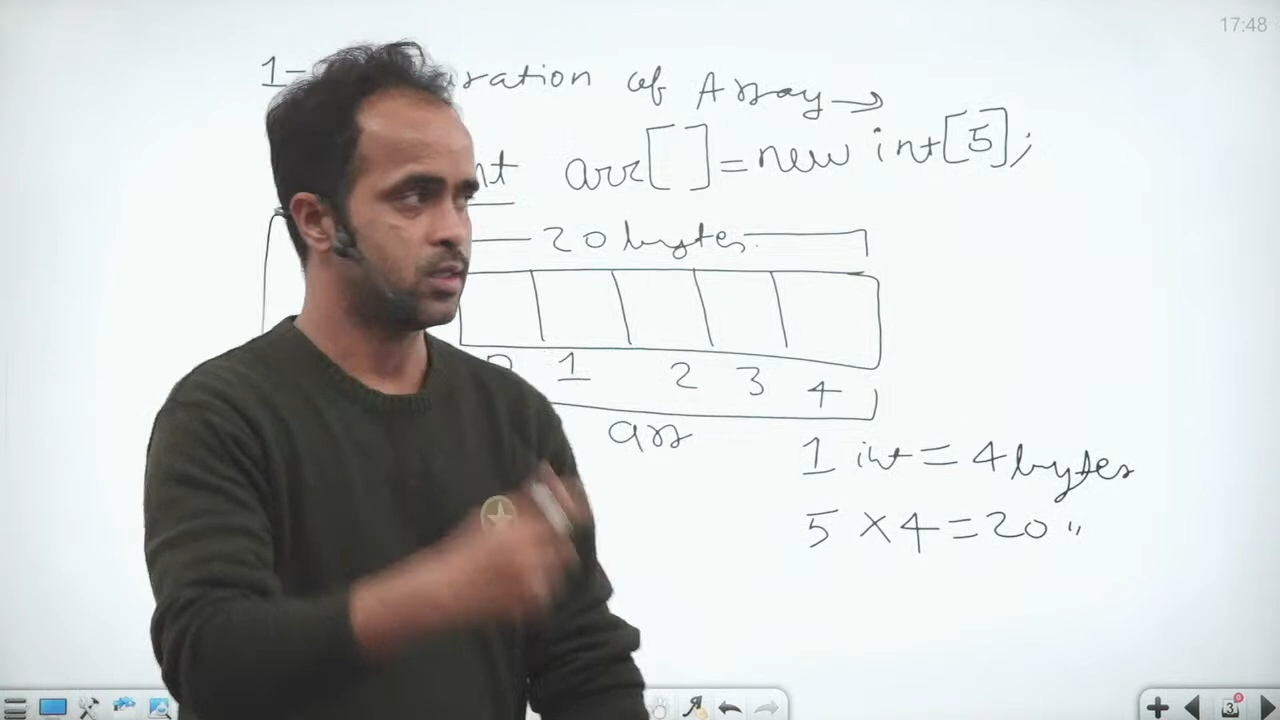 17:48
1- ration of Array →
nt arr[ ] = new int[5];
20 bytes
1 2 3 4
arr
1 int = 4 bytes
5 × 4 = 20 "
3